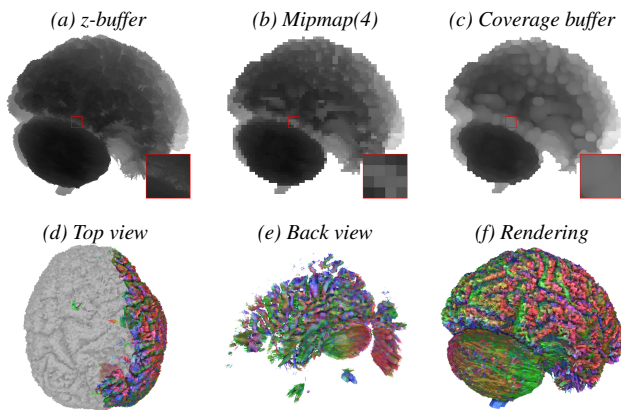 (a) z-buffer
(b) Mipmap(4)
(c) Coverage buffer
(d) Top view
(e) Back view
(f) Rendering